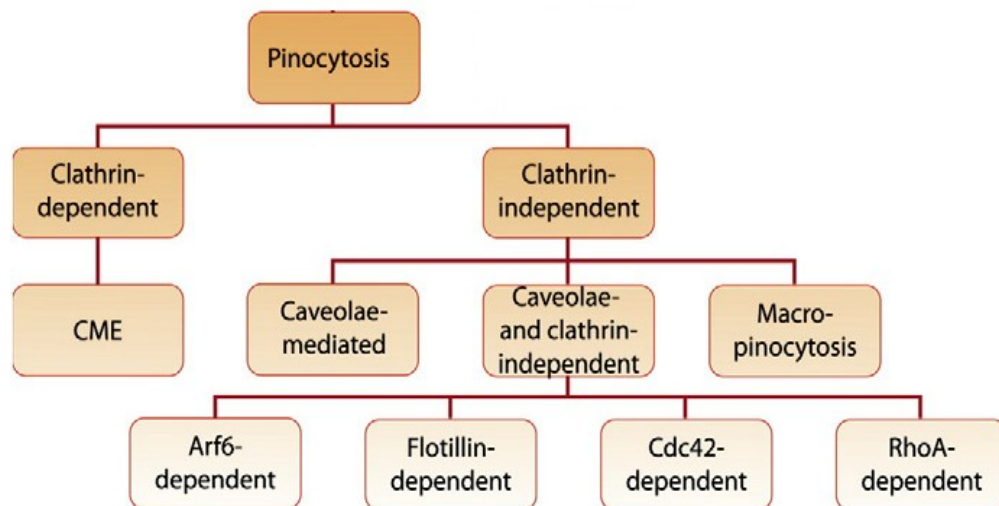 Pinocytosis
Clathrin-
dependent
Clathrin-
independent
CME
Caveolae-
mediated
Caveolae-
and clathrin-
independent
Macro-
pinocytosis
Arf6-
dependent
Flotillin-
dependent
Cdc42-
dependent
RhoA-
dependent